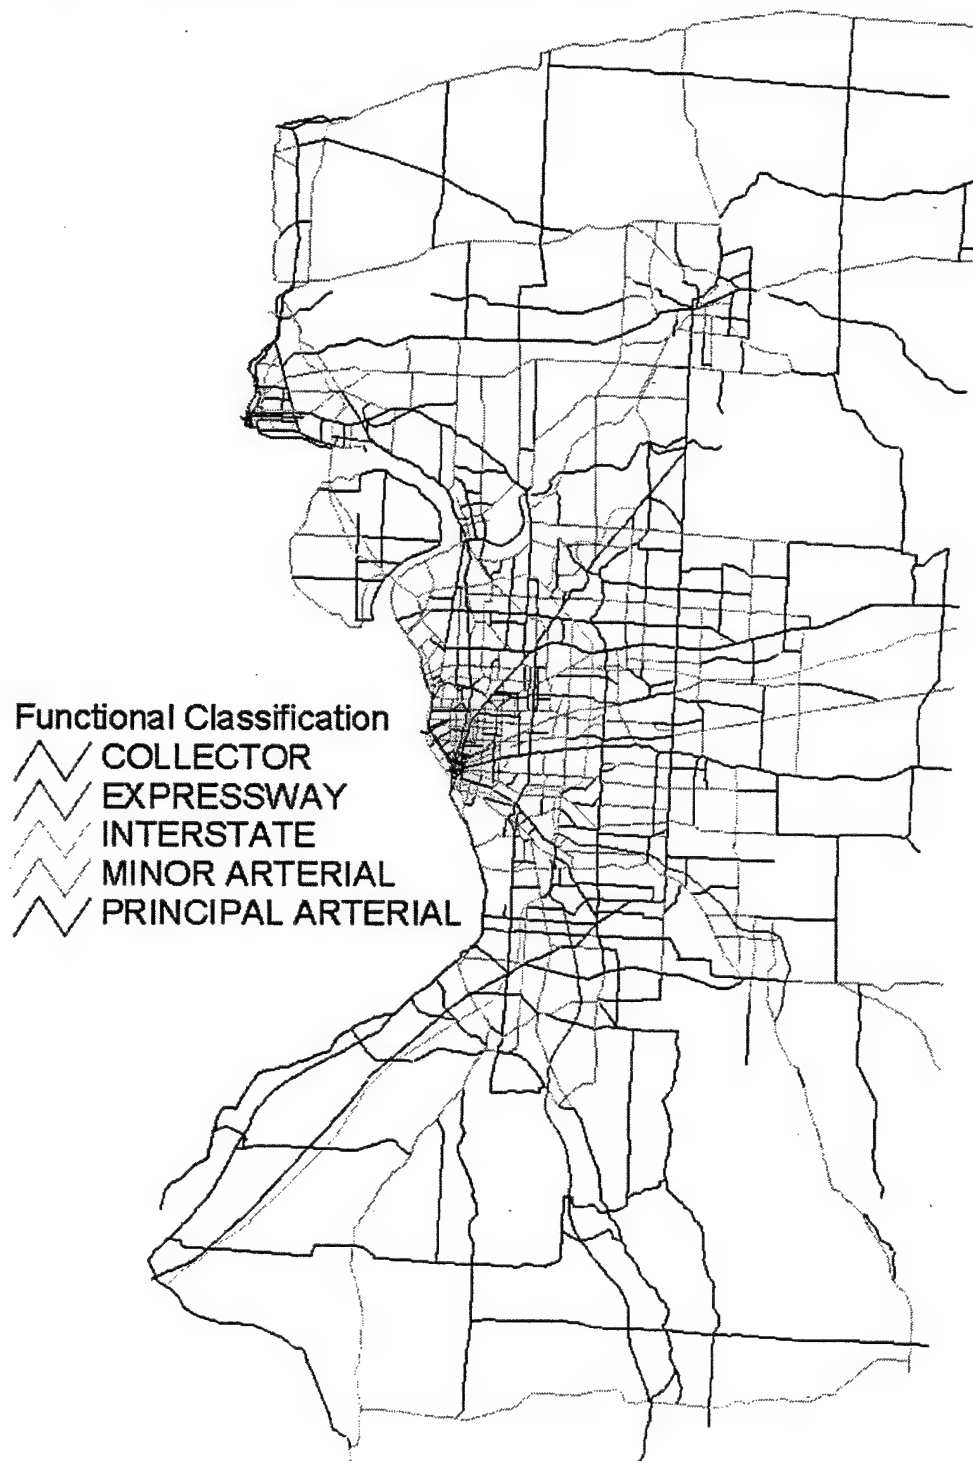 Functional Classification
COLLECTOR
EXPRESSWAY
INTERSTATE
MINOR ARTERIAL
PRINCIPAL ARTERIAL